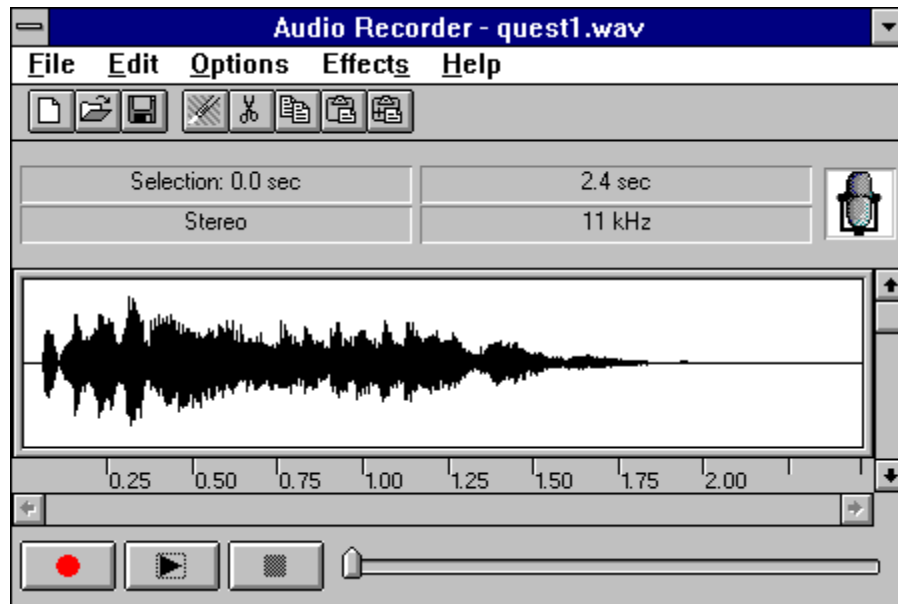 Audio Recorder - quest1.wav
File Edit Options Effects Help
Selection: 0.0 sec 2.4 sec
Stereo 11 kHz
0.25 0.50 0.75 1.00 1.25 1.50 1.75 2.00